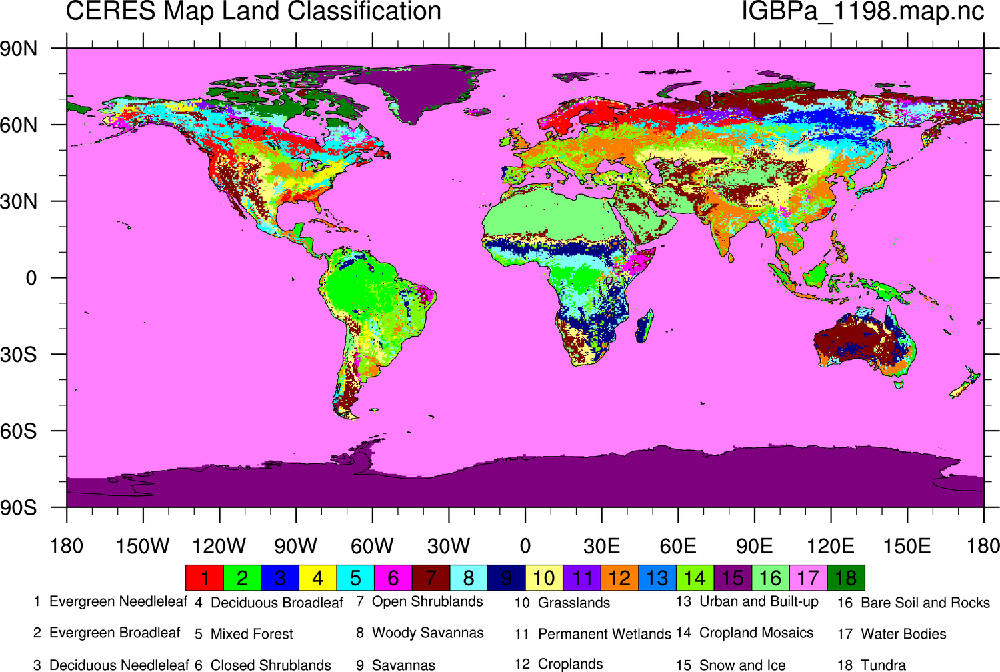 CERES Map Land Classification IGBPa_1198.map.nc
90N
60N
30N
0
30S
60S
90S
180 150W 120W 90W 60W 30W 0 30E 60E 90E 120E 150E 180
1 2 3 4 5 6 7 8 9 10 11 12 13 14 15 16 17 18
1 Evergreen Needleleaf 4 Deciduous Broadleaf 7 Open Shrublands 10 Grasslands 13 Urban and Built-up 16 Bare Soil and Rocks
2 Evergreen Broadleaf 5 Mixed Forest 8 Woody Savannas 11 Permanent Wetlands 14 Cropland Mosaics 17 Water Bodies
3 Deciduous Needleleaf 6 Closed Shrublands 9 Savannas 12 Croplands 15 Snow and Ice 18 Tundra